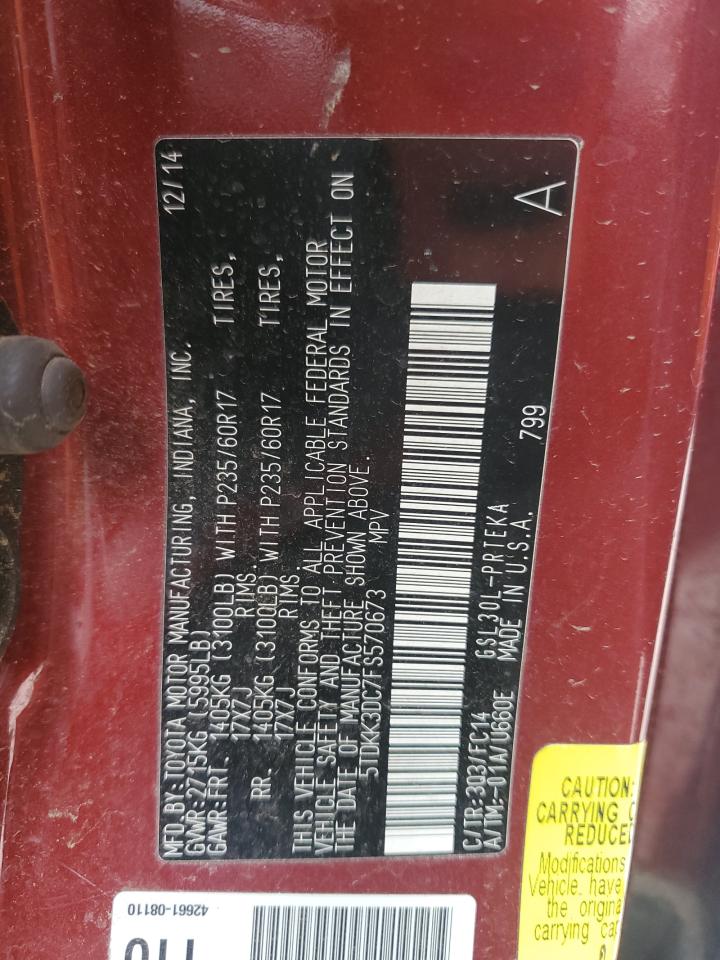 MFD.BY:TOYOTA MOTOR MANUFACTURING, INDIANA, INC. 12/14
GVWR:2715KG (5995LB)
GAWR:FRT. 1405KG (3100LB) WITH P235/60R17 TIRES,
17X7J RIMS.
RR. 1405KG (3100LB) WITH P235/60R17 TIRES,
17X7J RIMS
THIS VEHICLE CONFORMS TO ALL APPLICABLE FEDERAL MOTOR
VEHICLE SAFETY AND THEFT PREVENTION STANDARDS IN EFFECT ON
THE DATE OF MANUFACTURE SHOWN ABOVE.
5TDKK3DC7FS570673 MPV
C/TR:3Q3/FC14 GSL30L-PRTEKA 799 A
A/TM:-01A/U660E MADE IN U.S.A.
CAUTION:
CARRYING C
REDUCED
Modifications
Vehicle have
the origina
carrying cap
42661-08110
110